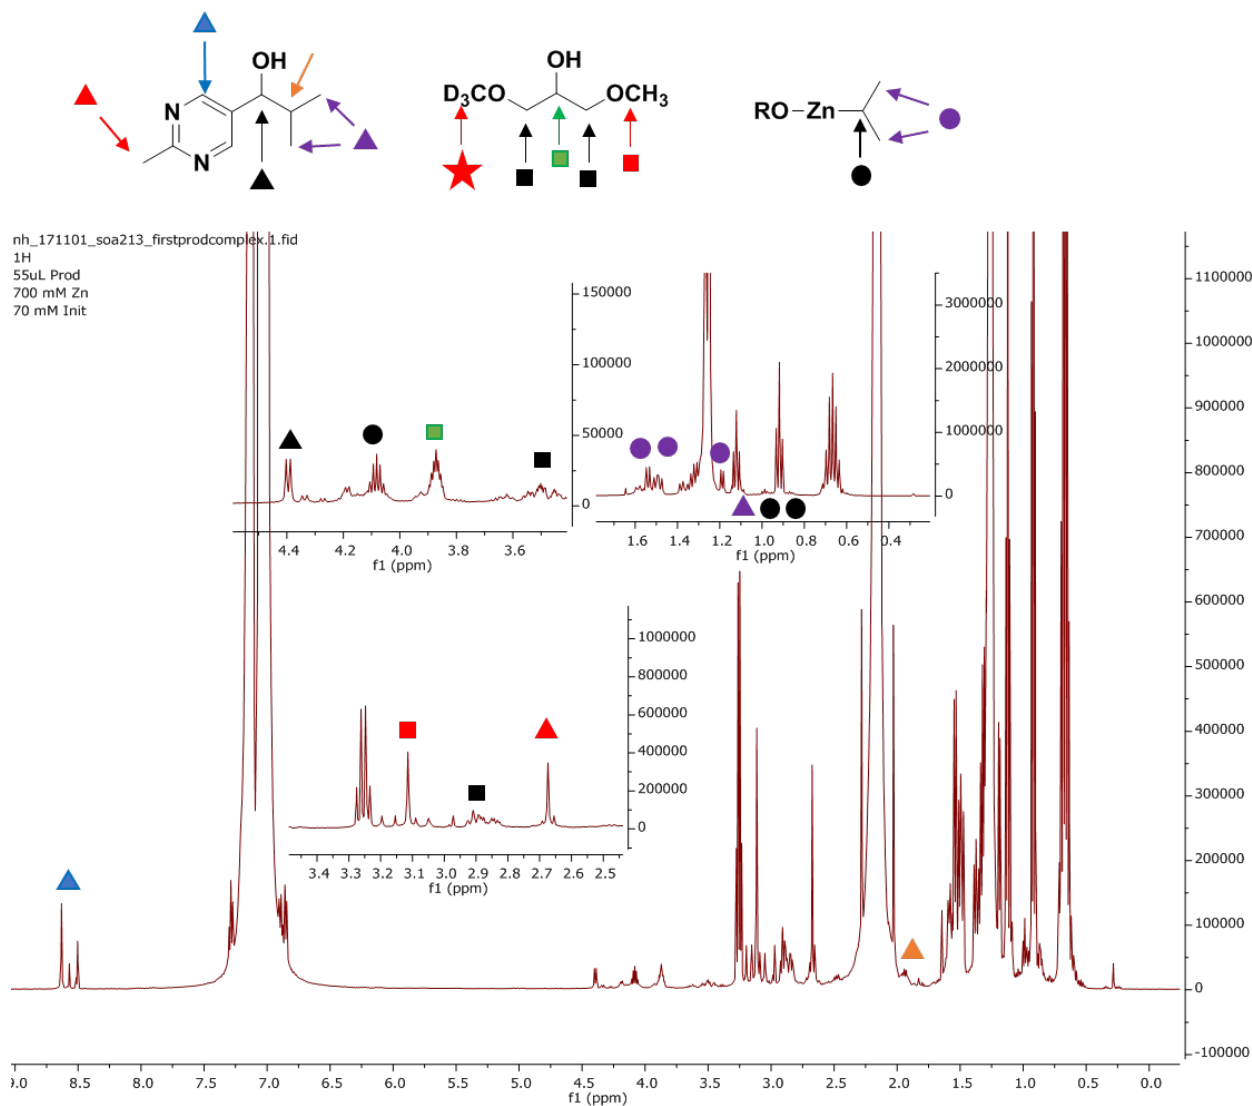 OH
N
N
OH
D3CO
OCH3
RO-Zn
nh_171101_soa213_firstprodcomplex.1.fid
1H
55uL Prod
700 mM Zn
70 mM Init
150000
100000
50000
0
4.4 4.2 4.0 3.8 3.6
f1 (ppm)
3000000
2000000
1000000
0
1.6 1.4 1.2 1.0 0.8 0.6 0.4
f1 (ppm)
1000000
800000
600000
400000
200000
0
3.4 3.3 3.2 3.1 3.0 2.9 2.8 2.7 2.6 2.5
f1 (ppm)
1100000
1000000
900000
800000
700000
600000
500000
400000
300000
200000
100000
0
-100000
9.0 8.5 8.0 7.5 7.0 6.5 6.0 5.5 5.0 4.5 4.0 3.5 3.0 2.5 2.0 1.5 1.0 0.5 0.0
f1 (ppm)